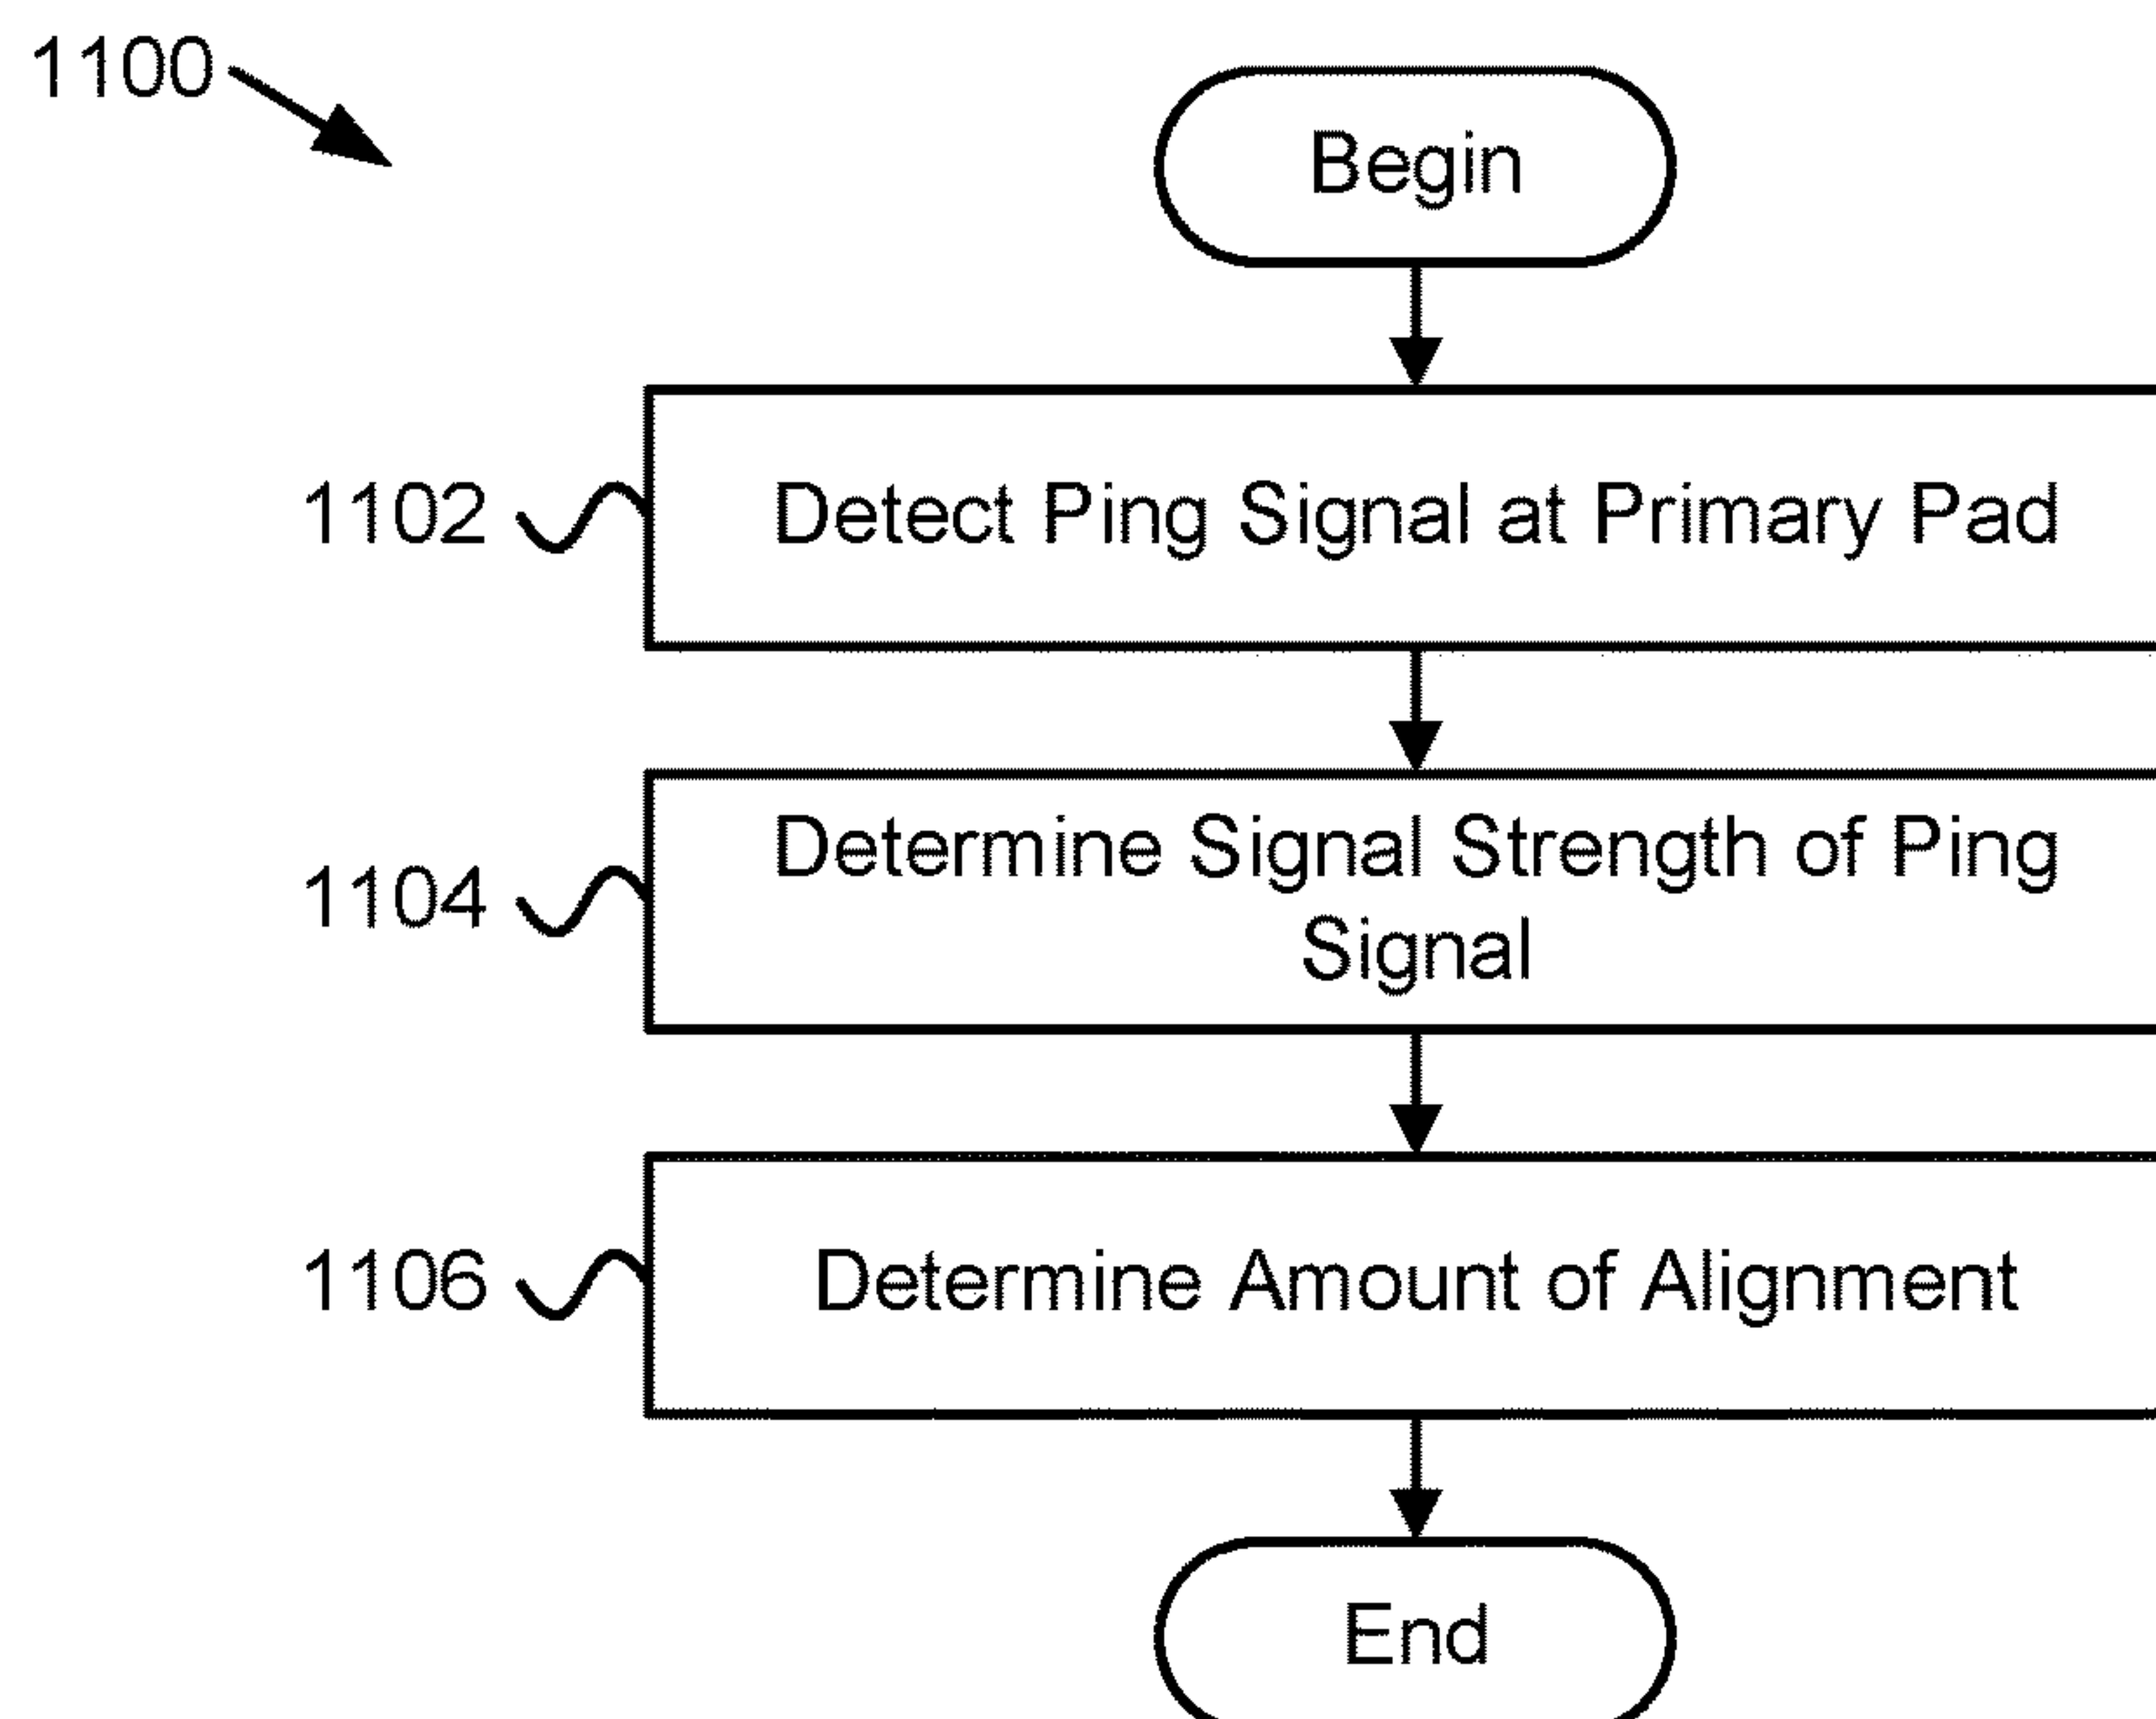 1100
Begin
1102
Detect Ping Signal at Primary Pad
1104
Determine Signal Strength of Ping
Signal
1106
Determine Amount of Alignment
End